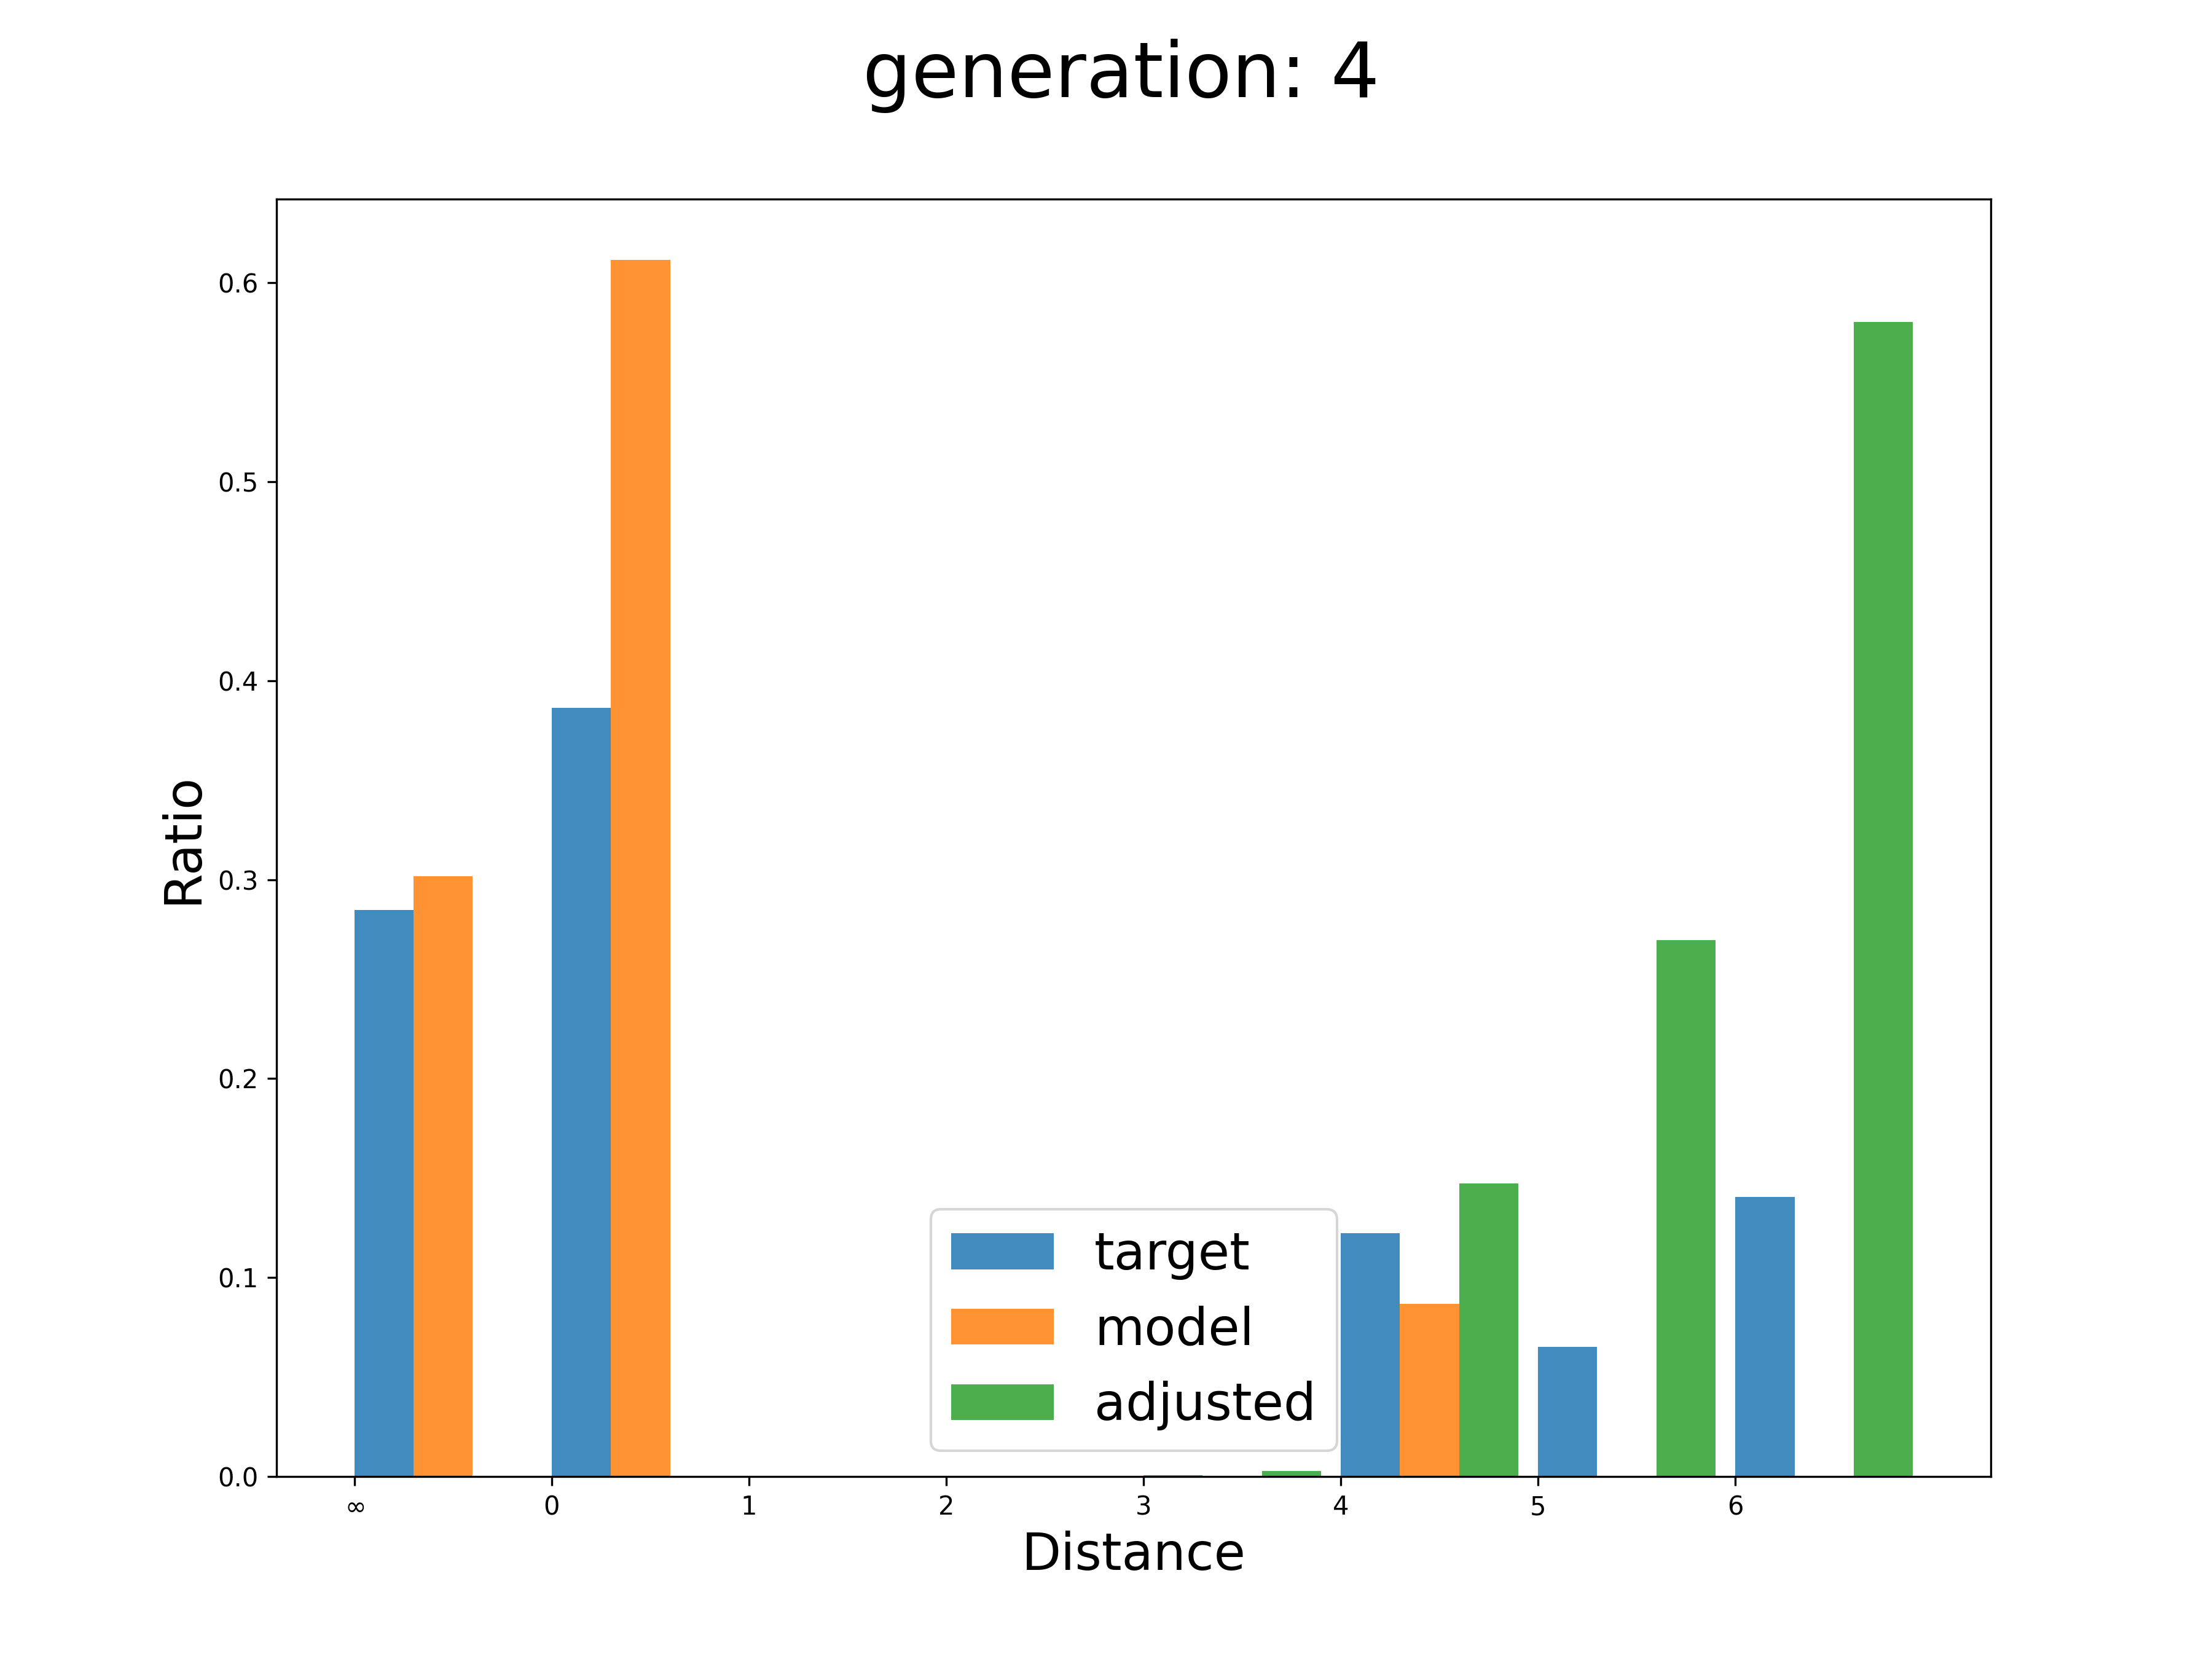 generation: 4
0.6
0.5
0.4
0.3
0.2
0.1
0.0
Ratio
target
model
adjusted
∞ 0 1 2 3 4 5 6
Distance